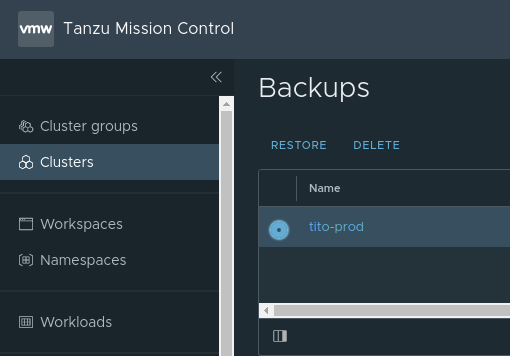 vmw Tanzu Mission Control
Cluster groups
Clusters
Workspaces
Namespaces
Workloads
Backups
RESTORE DELETE
Name
tito-prod